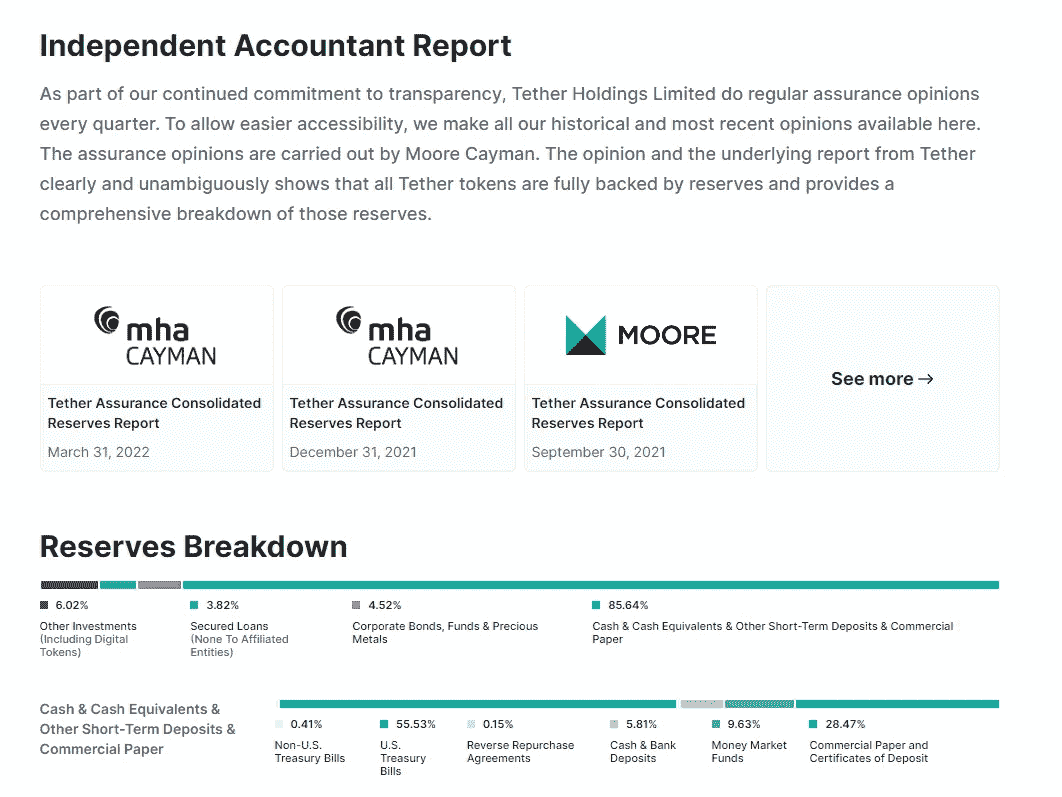 Independent Accountant Report
As part of our continued commitment to transparency, Tether Holdings Limited do regular assurance opinions
every quarter. To allow easier accessibility, we make all our historical and most recent opinions available here.
The assurance opinions are carried out by Moore Cayman. The opinion and the underlying report from Tether
clearly and unambiguously shows that all Tether tokens are fully backed by reserves and provides a
comprehensive breakdown of those reserves.
mha
CAYMAN
Tether Assurance Consolidated
Reserves Report
March 31, 2022
mha
CAYMAN
Tether Assurance Consolidated
Reserves Report
December 31, 2021
MOORE
Tether Assurance Consolidated
Reserves Report
September 30, 2021
See more →
Reserves Breakdown
6.02%
Other Investments
(Including Digital
Tokens)
3.82%
Secured Loans
(None To Affiliated
Entities)
4.52%
Corporate Bonds, Funds & Precious
Metals
85.64%
Cash & Cash Equivalents & Other Short-Term Deposits & Commercial
Paper
Cash & Cash Equivalents &
Other Short-Term Deposits &
Commercial Paper
0.41%
Non-U.S.
Treasury Bills
55.53%
U.S.
Treasury
Bills
0.15%
Reverse Repurchase
Agreements
5.81%
Cash & Bank
Deposits
9.63%
Money Market
Funds
28.47%
Commercial Paper and
Certificates of Deposit